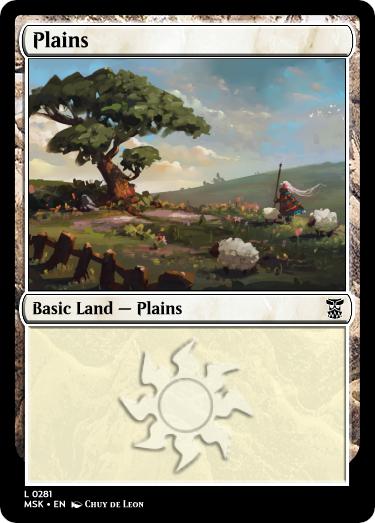 Plains
Basic Land — Plains
L 0281
MSK • EN Chuy de Leon